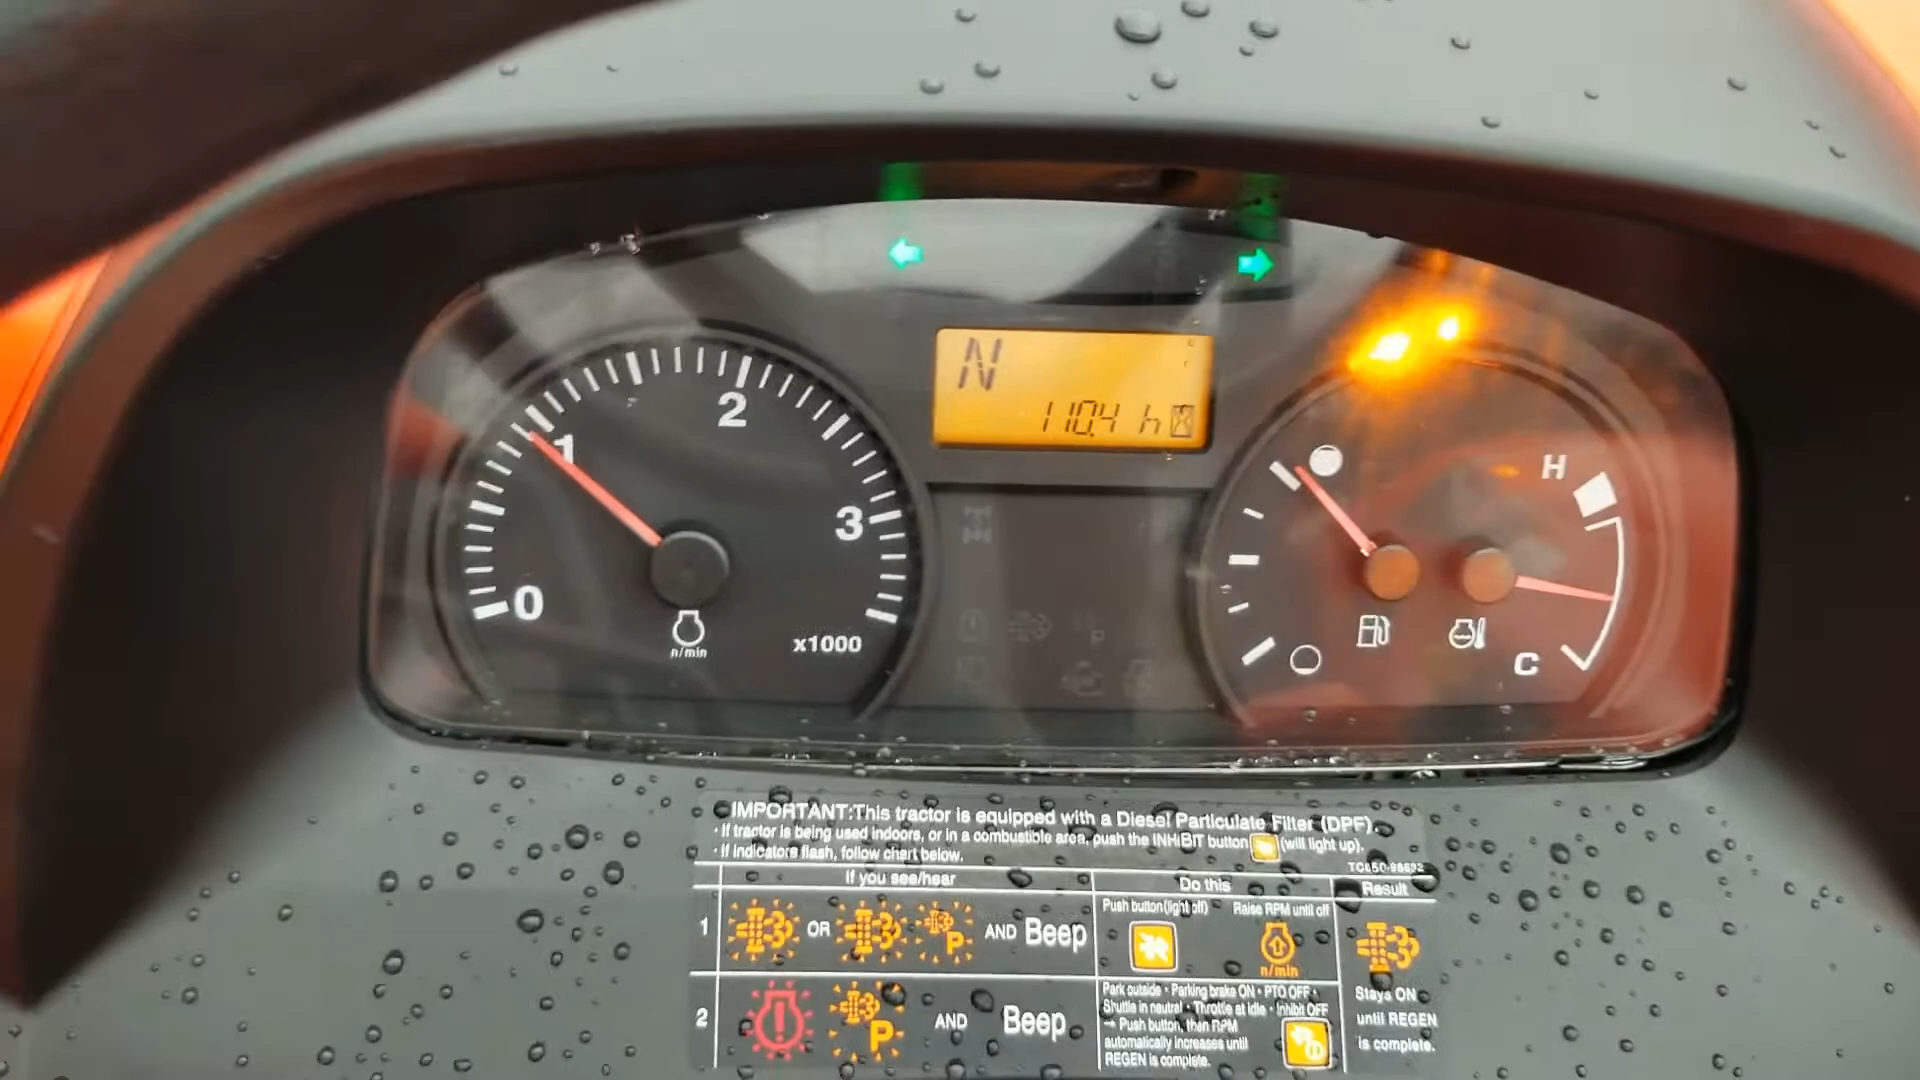 N
110.4 h
1
2
3
0
n/min
x1000
H
C
P
IMPORTANT:This tractor is equipped with a Diesel Particulate Filter (DPF).
· If tractor is being used indoors, or in a combustible area, push the INHIBIT button (will light up).
· If indicators flash, follow chart below.
If you see/hear
Do this
Result
1
OR
P
AND Beep
Push button(light off)
Raise RPM until off
n/min
2
P
AND
Beep
Park outside · Parking brake ON · PTO OFF ·
Shuttle in neutral · Throttle at idle · Inhibit OFF
→ Push button, then RPM
automatically increases until
REGEN is complete.
Stays ON
until REGEN
is complete.